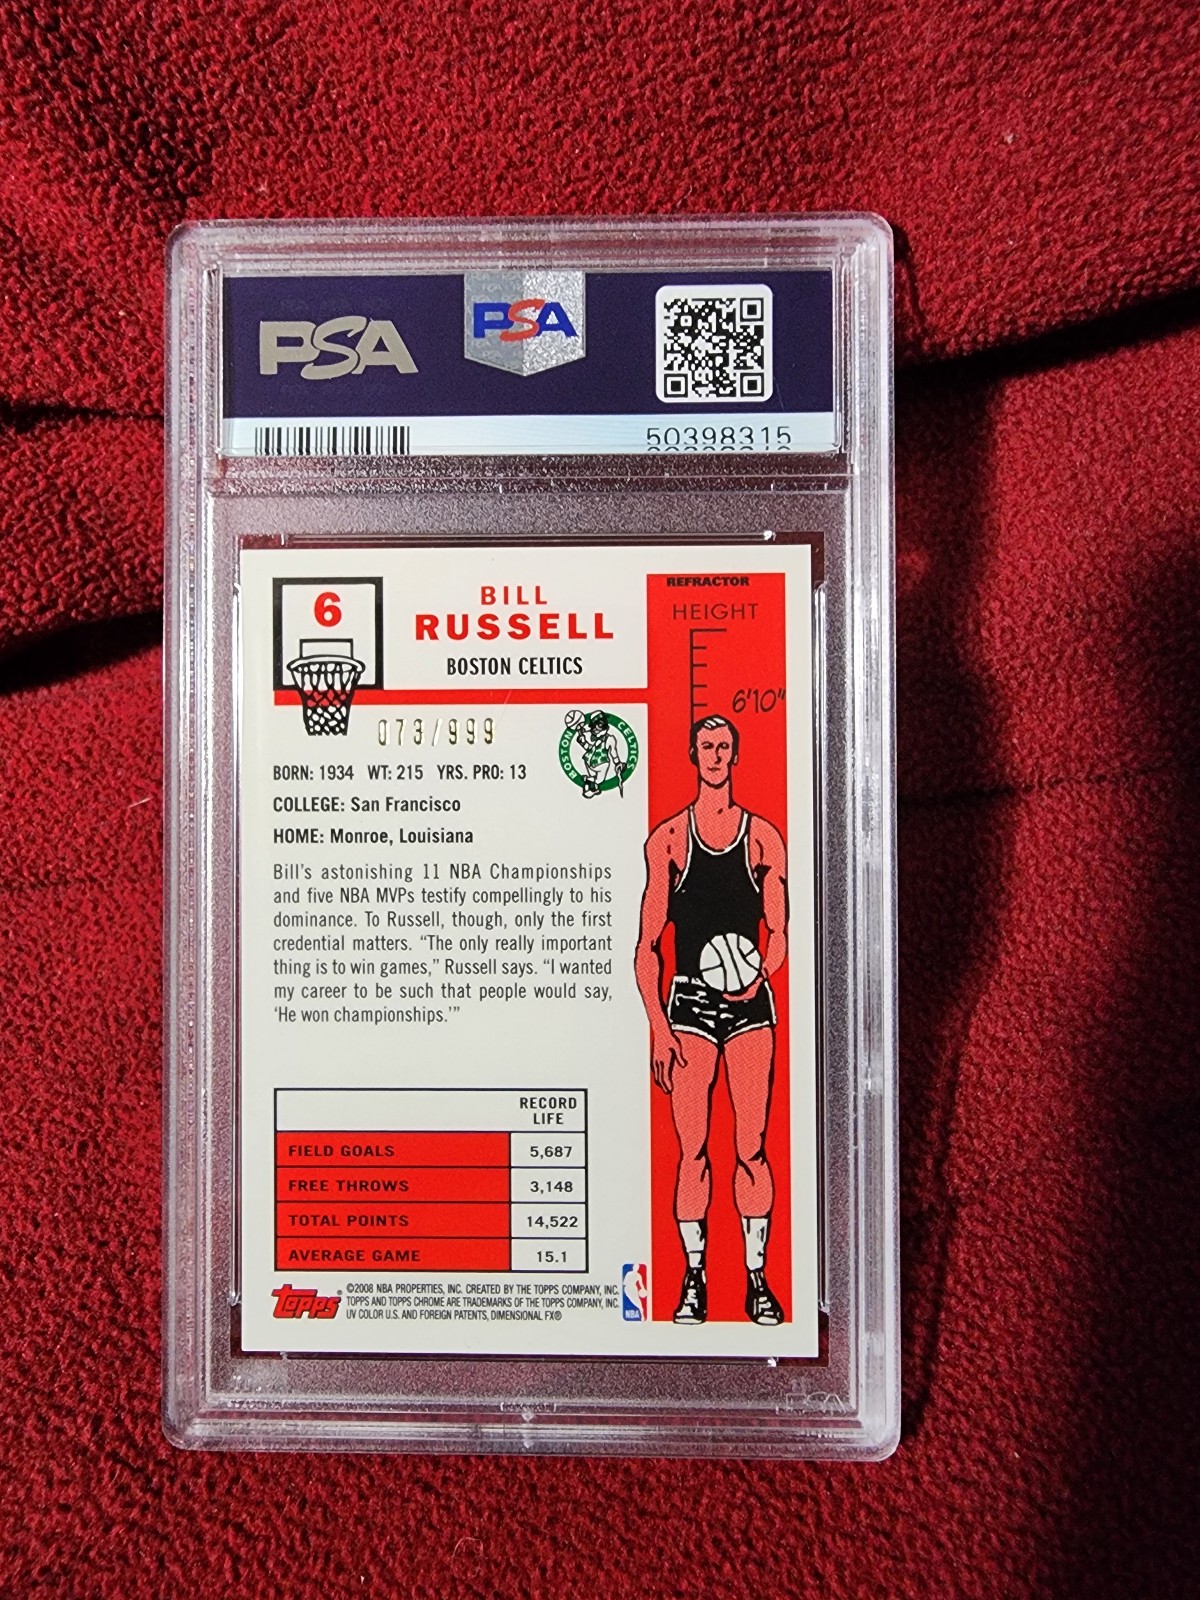 PSA
PSA
50398315
6
BILL
RUSSELL
BOSTON CELTICS
REFRACTOR
HEIGHT
6'10"
073/999
BOSTON CELTICS
BORN: 1934 WT: 215 YRS. PRO: 13
COLLEGE: San Francisco
HOME: Monroe, Louisiana
Bill's astonishing 11 NBA Championships
and five NBA MVPs testify compellingly to his
dominance. To Russell, though, only the first
credential matters. "The only really important
thing is to win games," Russell says. "I wanted
my career to be such that people would say,
'He won championships.'"
RECORD
LIFE
FIELD GOALS 5,687
FREE THROWS 3,148
TOTAL POINTS 14,522
AVERAGE GAME 15.1
topps®
©2008 NBA PROPERTIES, INC. CREATED BY THE TOPPS COMPANY, INC.
TOPPS AND TOPPS CHROME ARE TRADEMARKS OF THE TOPPS COMPANY, INC.
UV COLOR U.S. AND FOREIGN PATENTS, DIMENSIONAL FX®
NBA
PSA